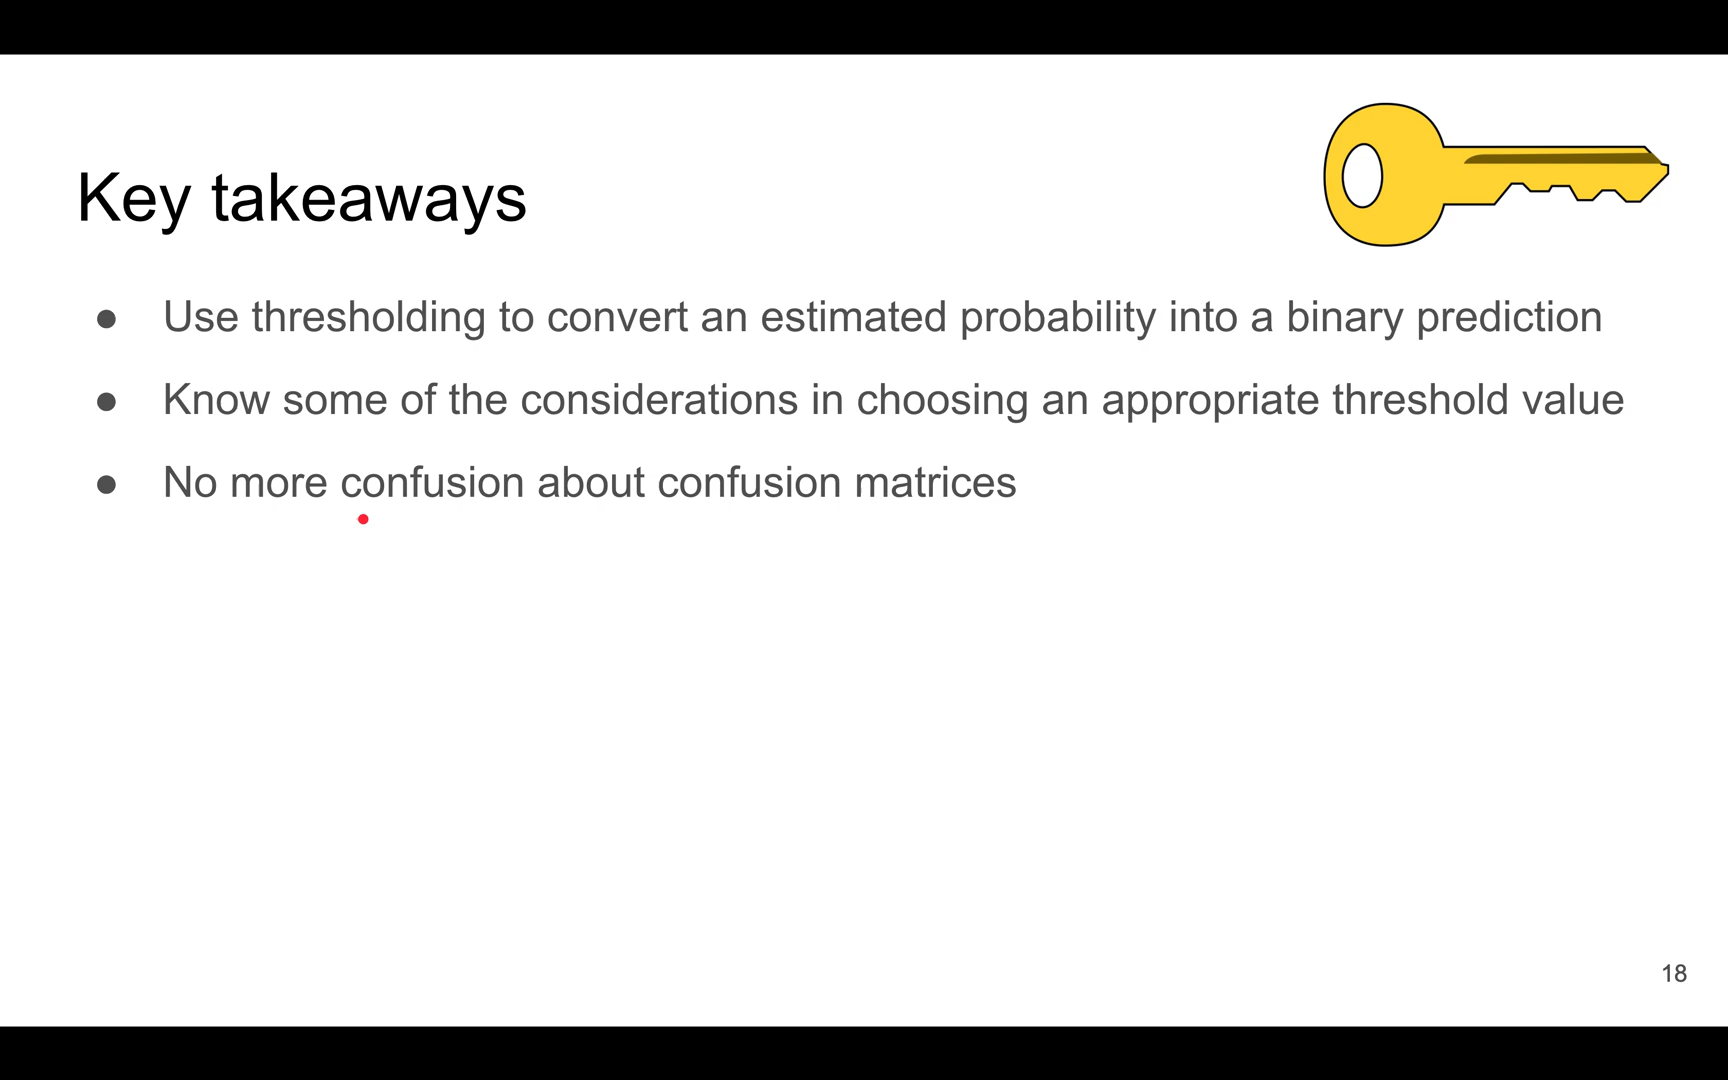 Key takeaways
● Use thresholding to convert an estimated probability into a binary prediction
● Know some of the considerations in choosing an appropriate threshold value
● No more confusion about confusion matrices
18